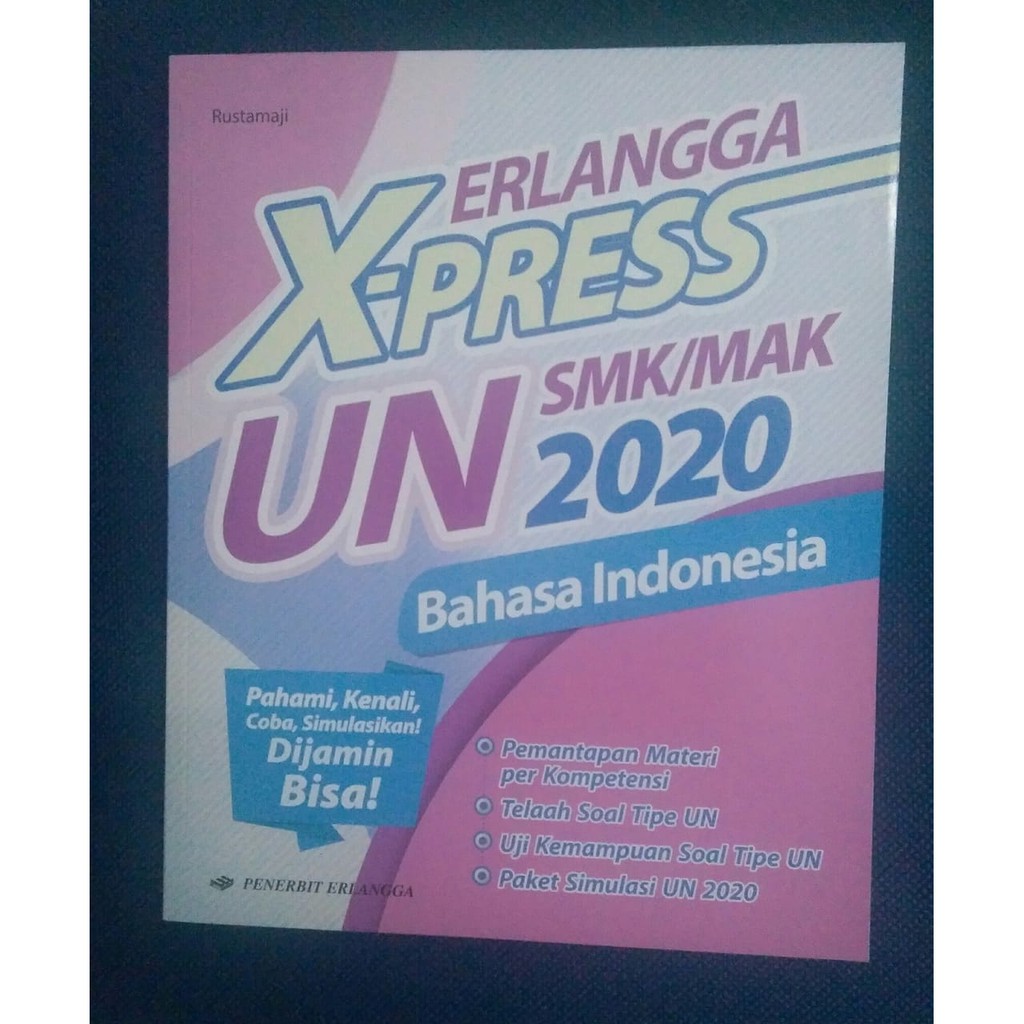 Rustamaji
ERLANGGA
X-PRESS
UN SMK/MAK
2020
Bahasa Indonesia
Pahami, Kenali,
Coba, Simulasikan!
Dijamin
Bisa!
Pemantapan Materi
per Kompetensi
Telaah Soal Tipe UN
Uji Kemampuan Soal Tipe UN
Paket Simulasi UN 2020
PENERBIT ERLANGGA